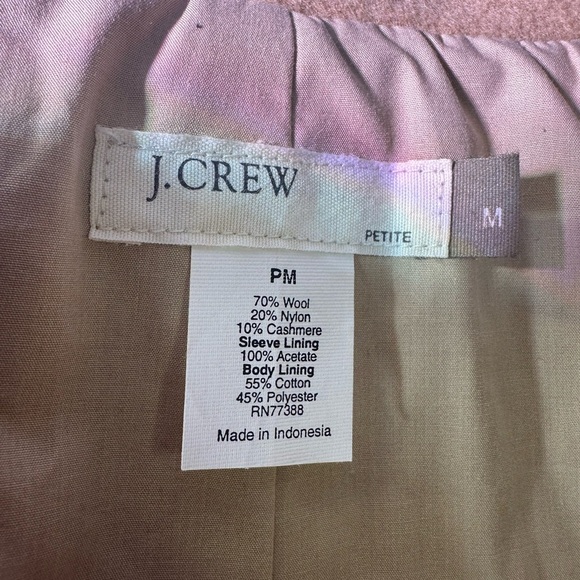 J.CREW
PETITE
M
PM
70% Wool
20% Nylon
10% Cashmere
Sleeve Lining
100% Acetate
Body Lining
55% Cotton
45% Polyester
RN77388
Made in Indonesia